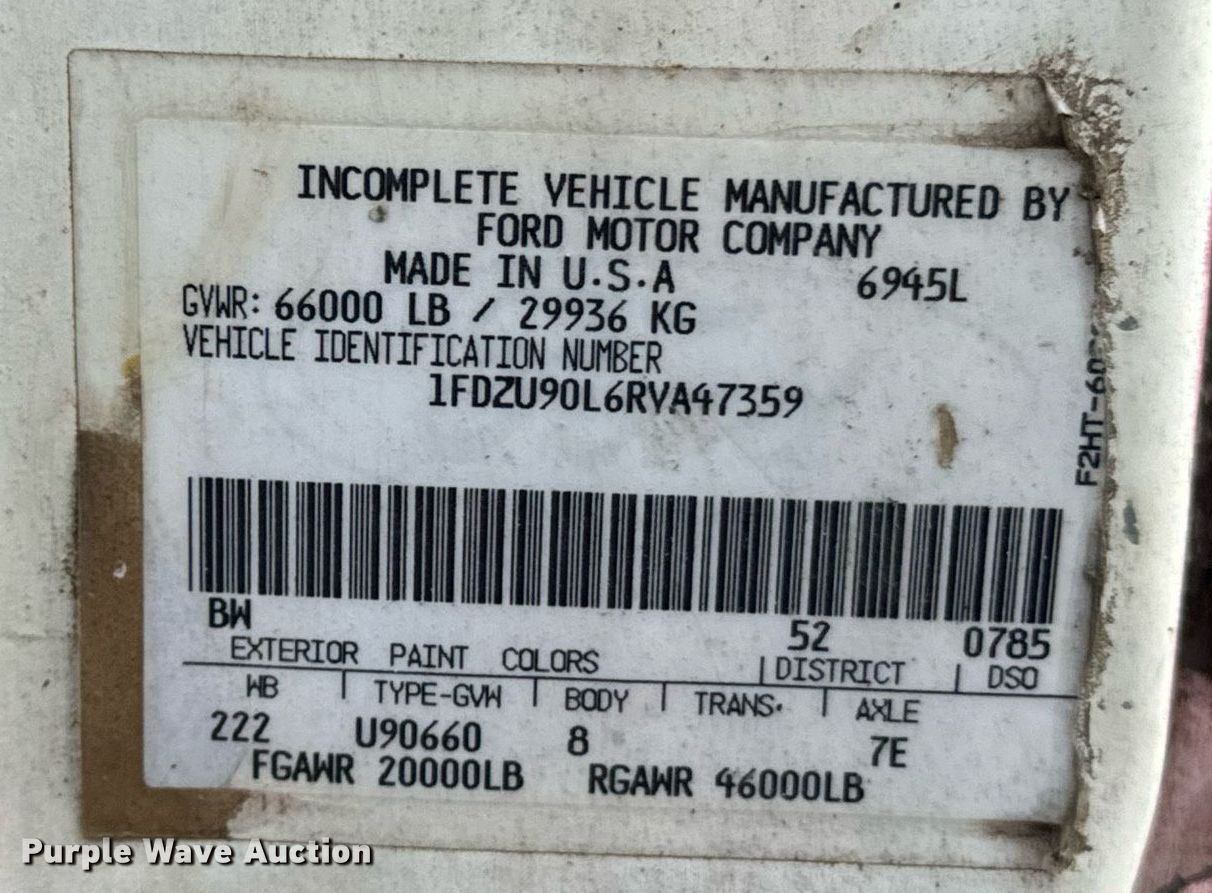 INCOMPLETE VEHICLE MANUFACTURED BY
FORD MOTOR COMPANY
MADE IN U.S.A 6945L
GVWR: 66000 LB / 29936 KG
VEHICLE IDENTIFICATION NUMBER
1FDZU90L6RVA47359
BW 52 0785
EXTERIOR PAINT COLORS DISTRICT DSO
WB TYPE-GVW BODY TRANS. AXLE
222 U90660 8 7E
FGAWR 20000LB RGAWR 46000LB
Purple Wave Auction